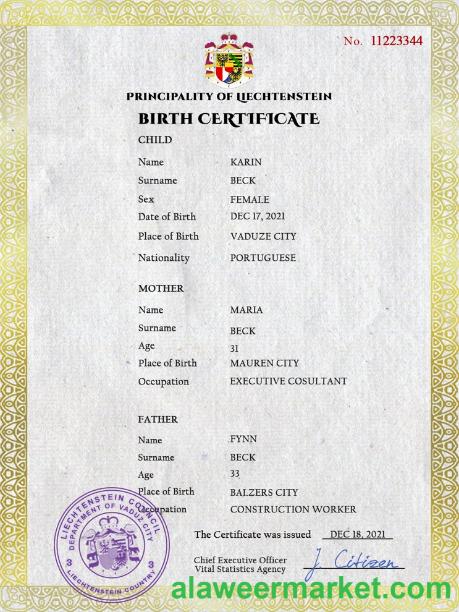 No. 11223344
PRINCIPALITY OF LIECHTENSTEIN
BIRTH CERTIFICATE
CHILD
Name KARIN
Surname BECK
Sex FEMALE
Date of Birth DEC 17, 2021
Place of Birth VADUZE CITY
Nationality PORTUGUESE
MOTHER
Name MARIA
Surname BECK
Age 31
Place of Birth MAUREN CITY
Occupation EXECUTIVE COSULTANT
FATHER
Name FYNN
Surname BECK
Age 33
Place of Birth BALZERS CITY
Occupation CONSTRUCTION WORKER
The Certificate was issued DEC 18, 2021
Chief Executive Officer
Vital Statistics Agency
J. Citizen
LIECHTENSTEIN COUNCIL
DEPARTMENT OF VADUZ CITY
3 3
LIECHTENSTEIN COUNTRY
alaweermarket.com